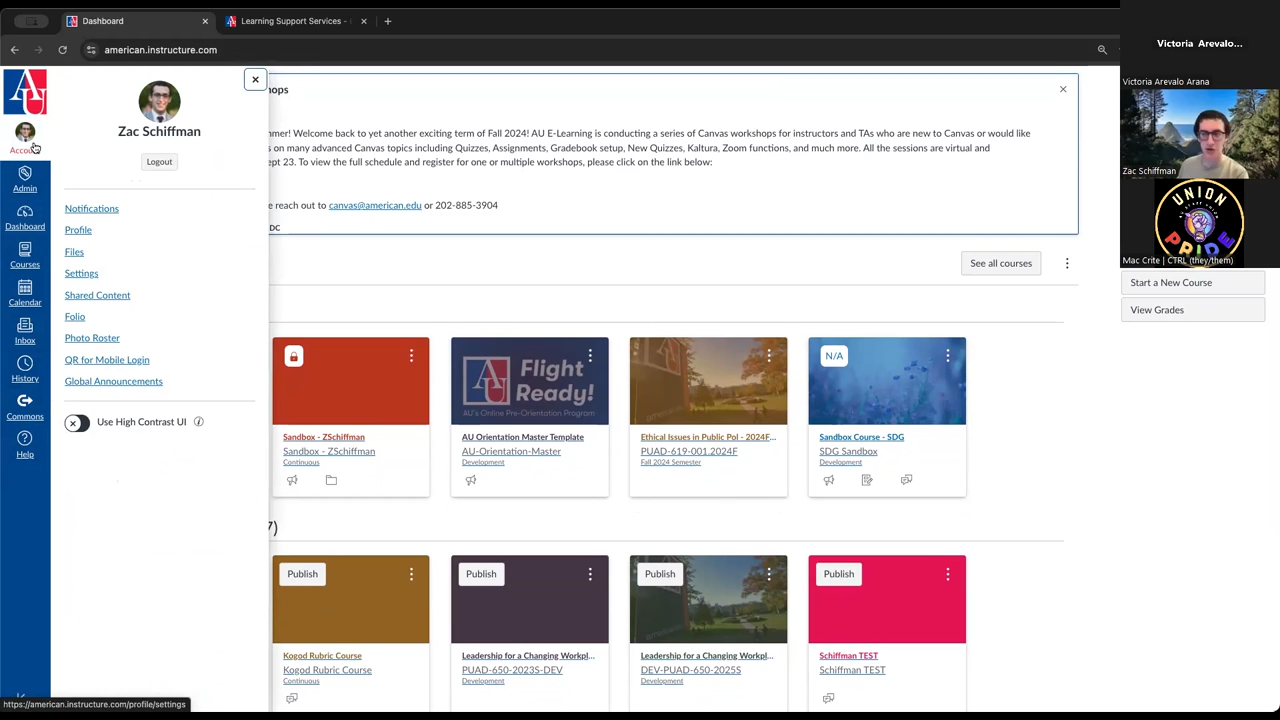 Dashboard
Learning Support Services -
american.instructure.com
AU
Account
Admin
Dashboard
Courses
Calendar
Inbox
History
Commons
Help
Zac Schiffman
Logout
Notifications
Profile
Files
Settings
Shared Content
Folio
Photo Roster
QR for Mobile Login
Global Announcements
Use High Contrast UI
hops
mmer! Welcome back to yet another exciting term of Fall 2024! AU E-Learning is conducting a series of Canvas workshops for instructors and TAs who are new to Canvas or would like
s on many advanced Canvas topics including Quizzes, Assignments, Gradebook setup, New Quizzes, Kaltura, Zoom functions, and much more. All the sessions are virtual and
ept 23. To view the full schedule and register for one or multiple workshops, please click on the link below:
e reach out to canvas@american.edu or 202-885-3904
DC
See all courses
Sandbox - ZSchiffman
Sandbox - ZSchiffman
Continuous
AU Flight Ready!
AU's Online Pre-Orientation Program
AU Orientation Master Template
AU-Orientation-Master
Development
Ethical Issues in Public Pol - 2024F...
PUAD-619-001.2024F
Fall 2024 Semester
N/A
Sandbox Course - SDG
SDG Sandbox
Development
7)
Publish
Kogod Rubric Course
Kogod Rubric Course
Continuous
Publish
Leadership for a Changing Workpl...
PUAD-650-2023S-DEV
Development
Publish
Leadership for a Changing Workpl...
DEV-PUAD-650-2025S
Development
Publish
Schiffman TEST
Schiffman TEST
Development
https://american.instructure.com/profile/settings
Victoria Arevalo...
Victoria Arevalo Arana
Zac Schiffman
UNION
PRIDE
Mac Crite | CTRL (they/them)
Start a New Course
View Grades